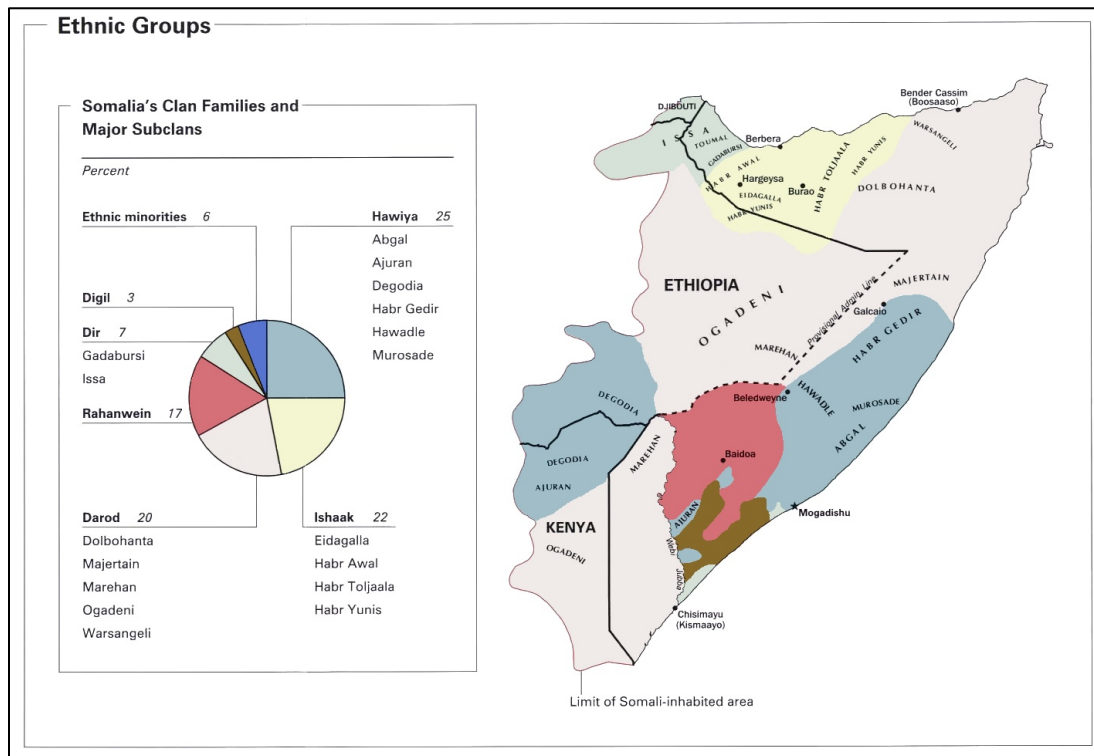 Ethnic Groups
Somalia's Clan Families and
Major Subclans
Percent
Ethnic minorities 6
Digil 3
Dir 7
Gadabursi
Issa
Rahanwein 17
Darod 20
Dolbohanta
Majertain
Marehan
Ogadeni
Warsangeli
Hawiya 25
Abgal
Ajuran
Degodia
Habr Gedir
Hawadle
Murosade
Ishaak 22
Eidagalla
Habr Awal
Habr Toljaala
Habr Yunis
DJIBOUTI
ISSA
TOUMAL
GADABURSI
Berbera
Bender Cassim
(Boosaaso)
WARSANGELI
HABR AWAL
Hargeysa
EIDAGALLA
HABR YUNIS
Burao
HABR TOLJAALA
HABR YUNIS
DOLBOHANTA
ETHIOPIA
OGADENI
MAJERTAIN
Provisional Admin Line
Galcaio
HABR GEDIR
MAREHAN
HAWADLE
Beledweyne
MUROSADE
ABGAL
DEGODIA
DEGODIA
AJURAN
MAREHAN
Baidoa
AJURAN
Mogadishu
KENYA
OGADENI
Webi Jubba
Chisimayu
(Kismaayo)
Limit of Somali-inhabited area